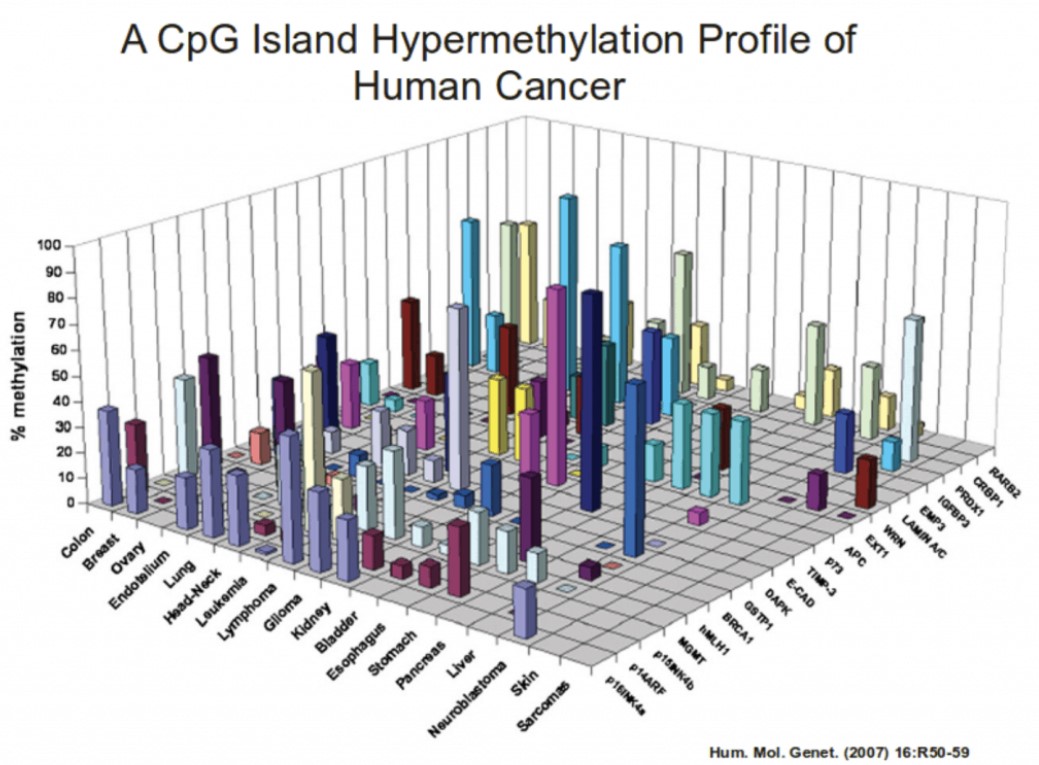 A CpG Island Hypermethylation Profile of
Human Cancer
% methylation
100
90
80
70
60
50
40
30
20
10
0
Colon
Breast
Ovary
Endotelium
Lung
Head-Neck
Leukemia
Lymphoma
Glioma
Kidney
Bladder
Esophagus
Stomach
Pancreas
Liver
Neuroblastoma
Skin
Sarcomas
p16INK4a
p14ARF
p15INK4b
MGMT
hMLH1
BRCA1
GSTP1
DAPK
E-CAD
TIMP-3
p73
APC
EXT1
WRN
LAMIN A/C
EMP3
IGFBP3
PROX1
CRBP1
RARB2
Hum. Mol. Genet. (2007) 16:R50-59